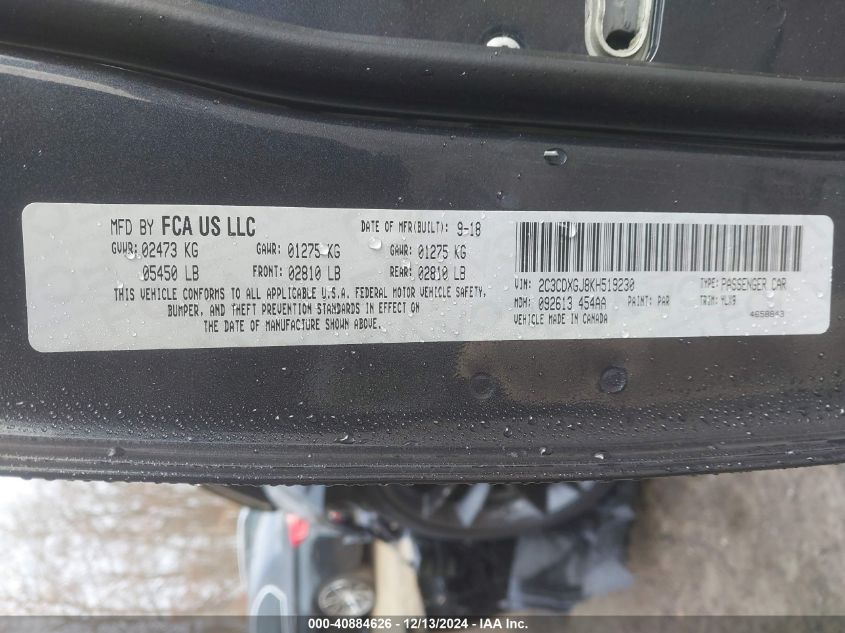 MFD BY FCA US LLC DATE OF MFR(BUILT): 9-18
GVWR: 02473 KG GAWR: 01275 KG GAWR: 01275 KG
05450 LB FRONT: 02810 LB REAR: 02810 LB
THIS VEHICLE CONFORMS TO ALL APPLICABLE U.S.A. FEDERAL MOTOR VEHICLE SAFETY,
BUMPER, AND THEFT PREVENTION STANDARDS IN EFFECT ON
THE DATE OF MANUFACTURE SHOWN ABOVE.
VIN: 2C3CDXGJ8KH519230 TYPE: PASSENGER CAR
MDH: 092613 454AA PAINT: PAR TRIM: HLX9
VEHICLE MADE IN CANADA 4658843
000-40884626 - 12/13/2024 - IAA Inc.